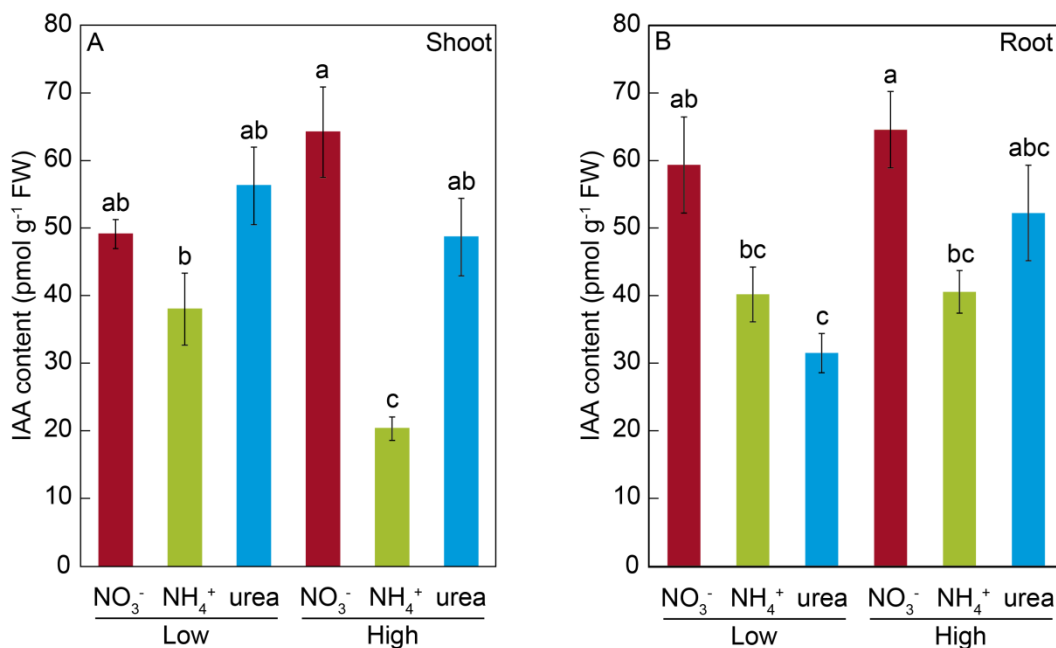 A
Shoot
IAA content (pmol g⁻¹ FW)
80
70
60
50
40
30
20
10
0
ab
b
ab
a
c
ab
NO₃⁻ NH₄⁺ urea NO₃⁻ NH₄⁺ urea
Low High
B
Root
IAA content (pmol g⁻¹ FW)
80
70
60
50
40
30
20
10
0
ab
bc
c
a
bc
abc
NO₃⁻ NH₄⁺ urea NO₃⁻ NH₄⁺ urea
Low High